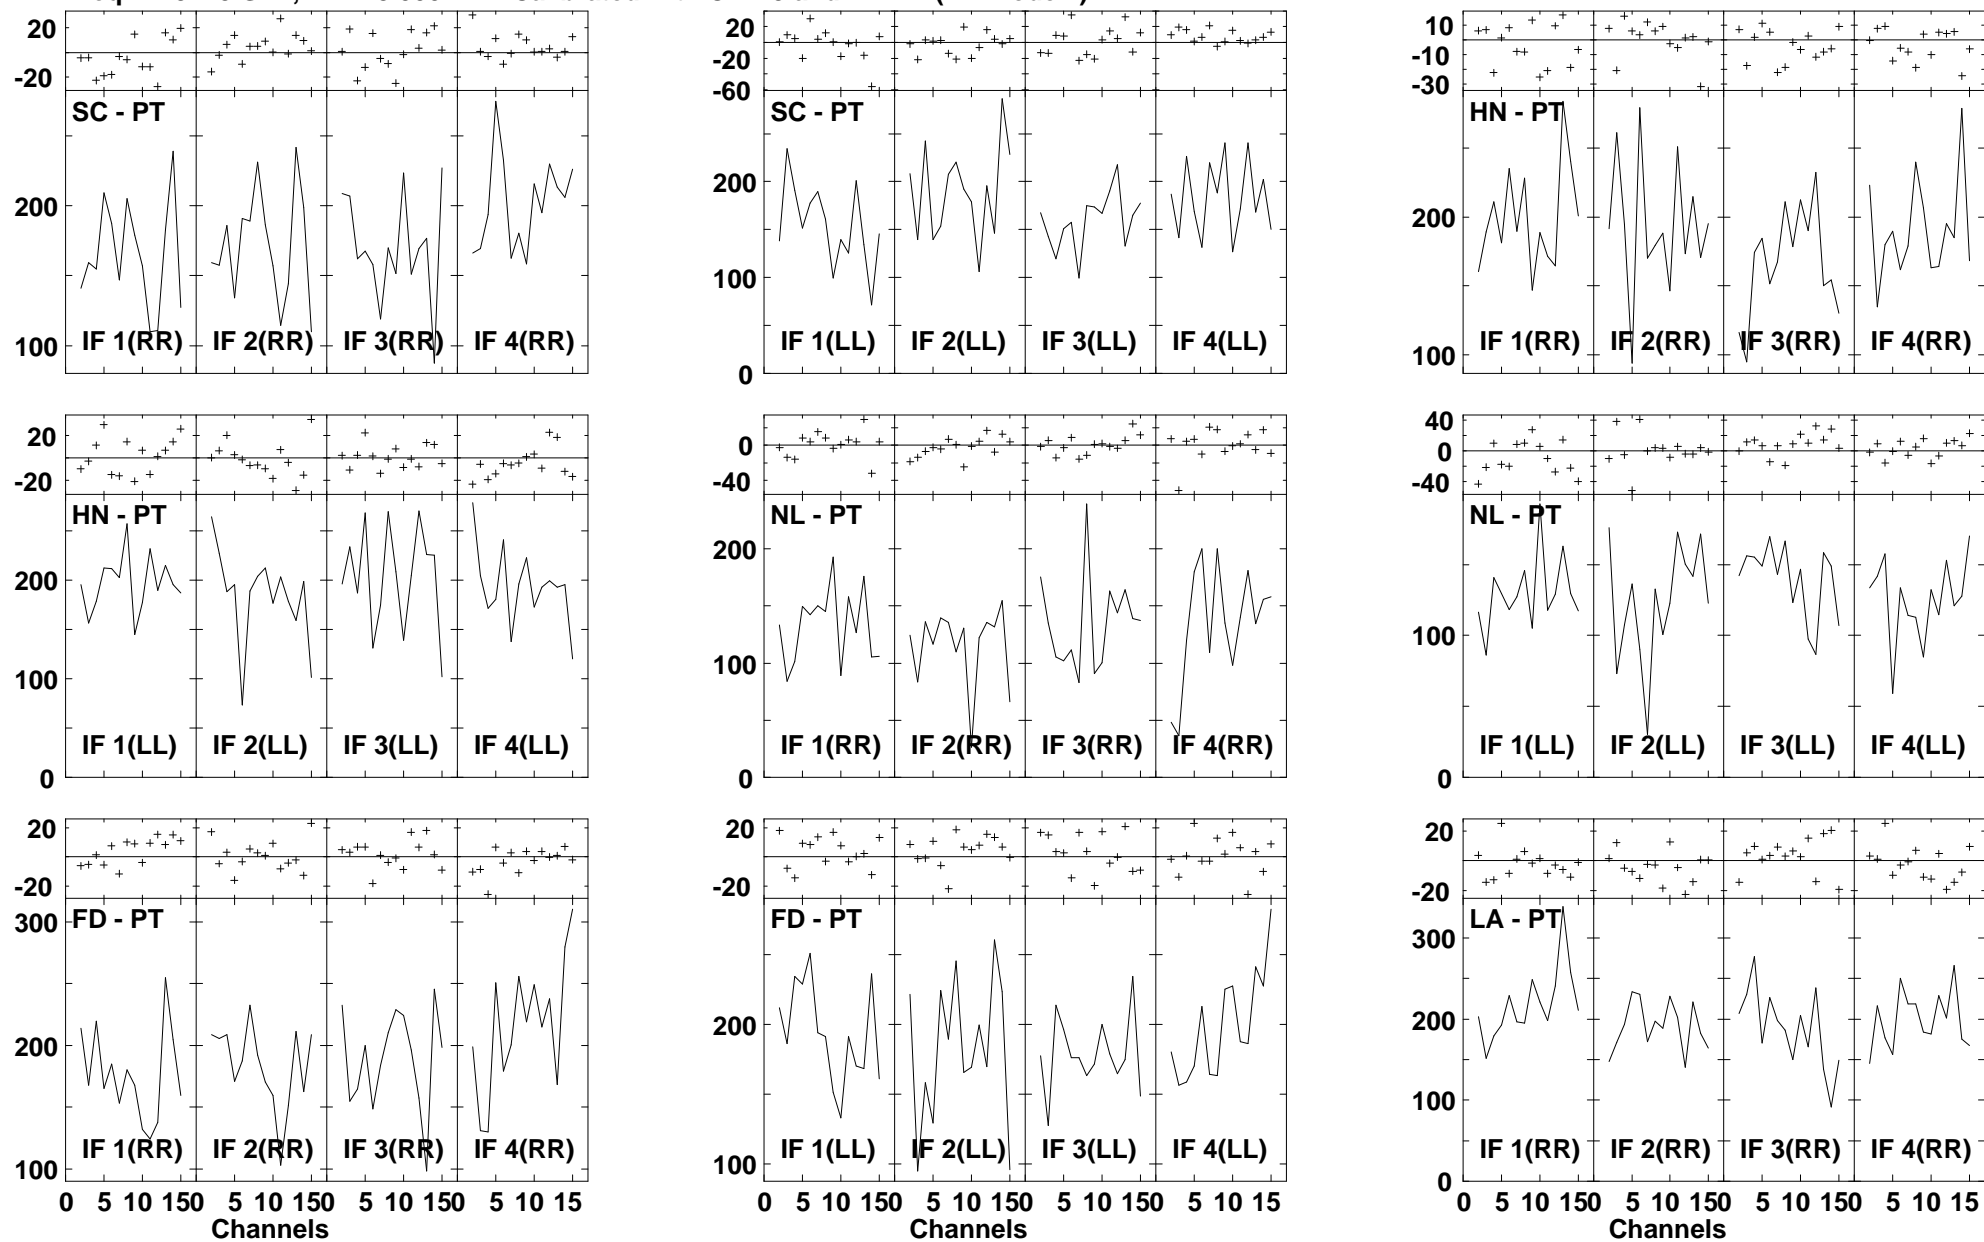 20 20 10
-20 -20 -10
-60 -30
SC - PT SC - PT HN - PT
200 200 200
100 100 100
0
IF 1(RR) IF 2(RR) IF 3(RR) IF 4(RR) IF 1(LL) IF 2(LL) IF 3(LL) IF 4(LL) IF 1(RR) IF 2(RR) IF 3(RR) IF 4(RR)
20 0 40
-20 -40 0
-40
HN - PT NL - PT NL - PT
200 200 100
100 100
0 0 0
IF 1(LL) IF 2(LL) IF 3(LL) IF 4(LL) IF 1(RR) IF 2(RR) IF 3(RR) IF 4(RR) IF 1(LL) IF 2(LL) IF 3(LL) IF 4(LL)
20 20 20
-20 -20 -20
FD - PT FD - PT LA - PT
300 200 300
200 100 200
100 100
0
IF 1(RR) IF 2(RR) IF 3(RR) IF 4(RR) IF 1(LL) IF 2(LL) IF 3(LL) IF 4(LL) IF 1(RR) IF 2(RR) IF 3(RR) IF 4(RR)
0 5 10 150 5 10 150 5 10 150 5 10 15 0 5 10 150 5 10 150 5 10 150 5 10 15 0 5 10 150 5 10 150 5 10 150 5 10 15
Channels Channels Channels